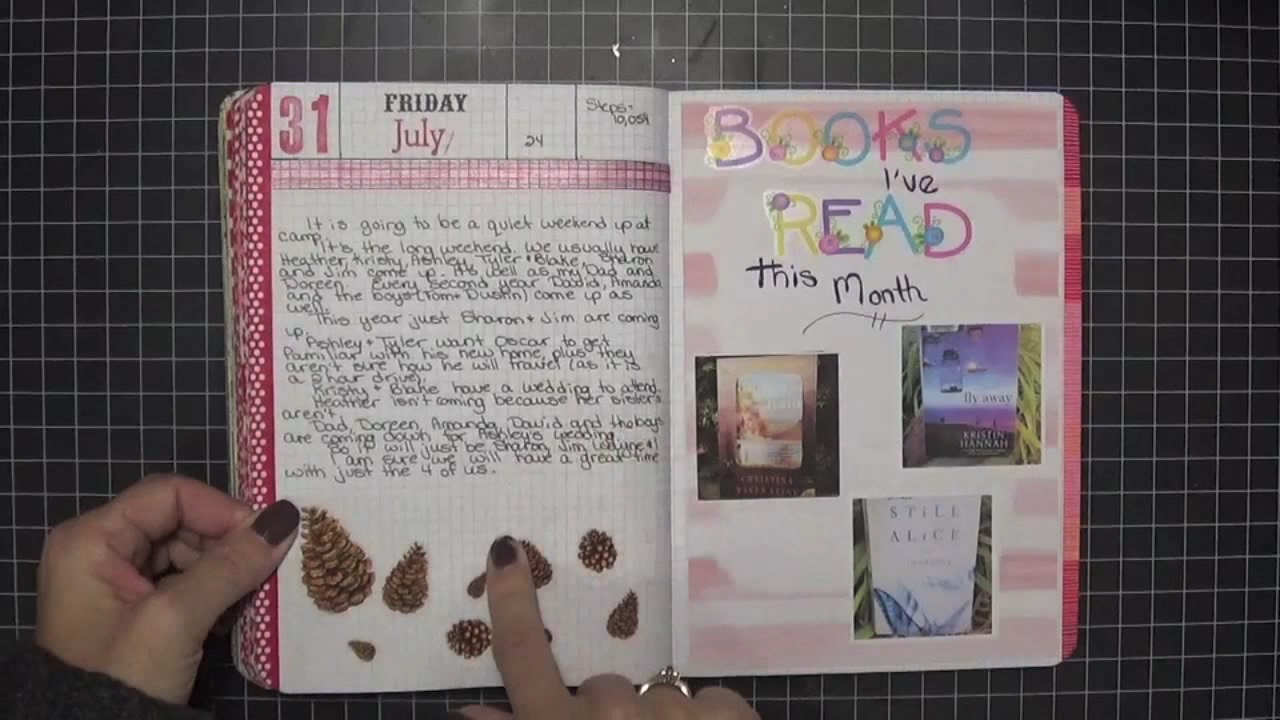 31
FRIDAY
July
24
Steps-
10,059
It is going to be a quiet weekend up at
camp.
It's the long weekend. We usually have
Heather, Kristy, Ashley, Tyler + Blake, Sharon
and Jim come up. As well as my Dad and
Doreen. Every second year David, Amanda
and the boys (Tom + Dustin) come up as
well.
This year just Sharon + Jim are coming
up.
Ashley + Tyler want Oscar to get
familiar with his new home, plus they
aren't sure how he will travel (as it is
a hour drive).
Kristy + Blake have a wedding to attend.
Heather isn't coming because her sister's
aren't.
Dad, Doreen, Amanda, David and the boys
are coming down for Ashley's wedding.
So it will just be Sharon, Jim
I am sure we will have a great time
with just the 4 of us.
BOOKS
I've
READ
this
Month
fly away
KRISTIN
HANNAH
CHRISTINA
BAKER KLINE
STILL
ALICE